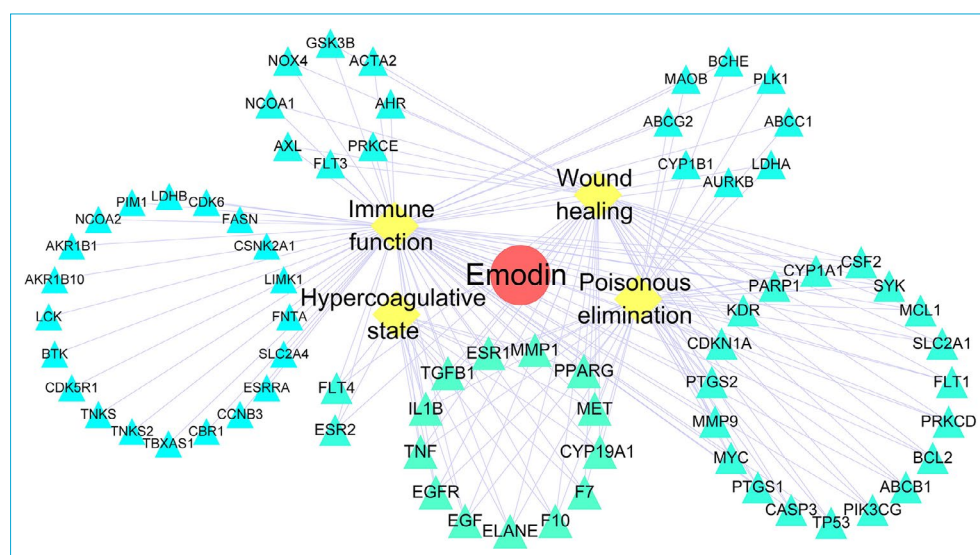 GSK3B
NOX4
ACTA2
NCOA1
AHR
AXL
PRKCE
FLT3
BCHE
MAOB
PLK1
ABCG2
ABCC1
CYP1B1
LDHA
AURKB
Wound
healing
Immune
function
Emodin
Hypercoagulative
state
Poisonous
elimination
LDHB
PIM1
CDK6
NCOA2
FASN
AKR1B1
CSNK2A1
AKR1B10
LIMK1
LCK
FNTA
BTK
SLC2A4
CDK5R1
ESRRA
TNKS
CCNB3
TNKS2
CBR1
TBXAS1
FLT4
ESR2
MMP1
ESR1
TGFB1
PPARG
IL1B
MET
TNF
CYP19A1
EGFR
F7
EGF
F10
ELANE
CSF2
CYP1A1
SYK
PARP1
MCL1
KDR
SLC2A1
CDKN1A
FLT1
PTGS2
PRKCD
MMP9
BCL2
MYC
ABCB1
PTGS1
PIK3CG
CASP3
TP53